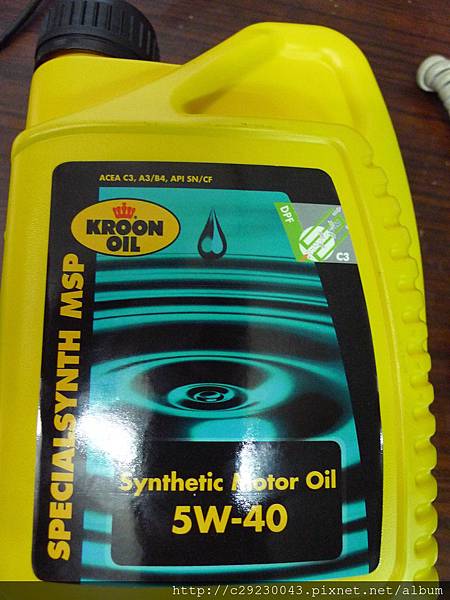 ACEA C3, A3/B4, API SN/CF
KROON
OIL
DPF
C3
SPECIALSYNTH MSP
Synthetic Motor Oil
5W-40
http://c29230043.pixnet.net/album